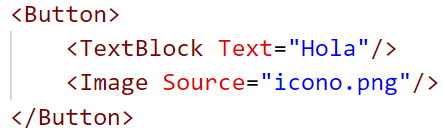 <Button>
    <TextBlock Text="Hola"/>
    <Image Source="icono.png"/>
</Button>